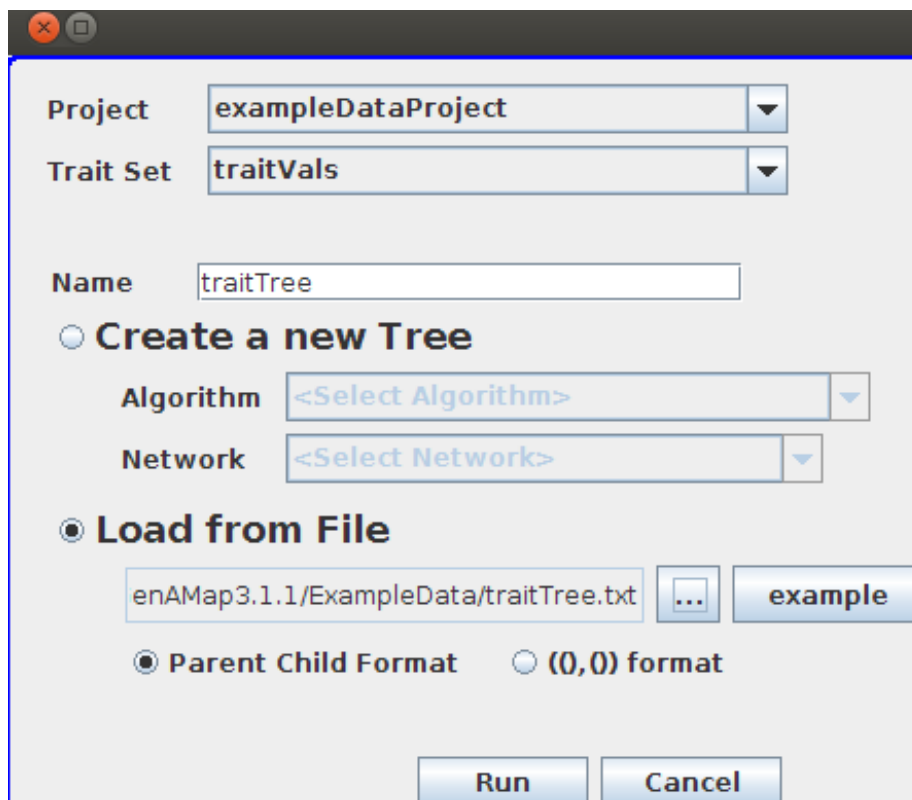 Project exampleDataProject
Trait Set traitVals
Name traitTree
Create a new Tree
Algorithm <Select Algorithm>
Network <Select Network>
Load from File
enAMap3.1.1/ExampleData/traitTree.txt ... example
Parent Child Format ((),()) format
Run Cancel